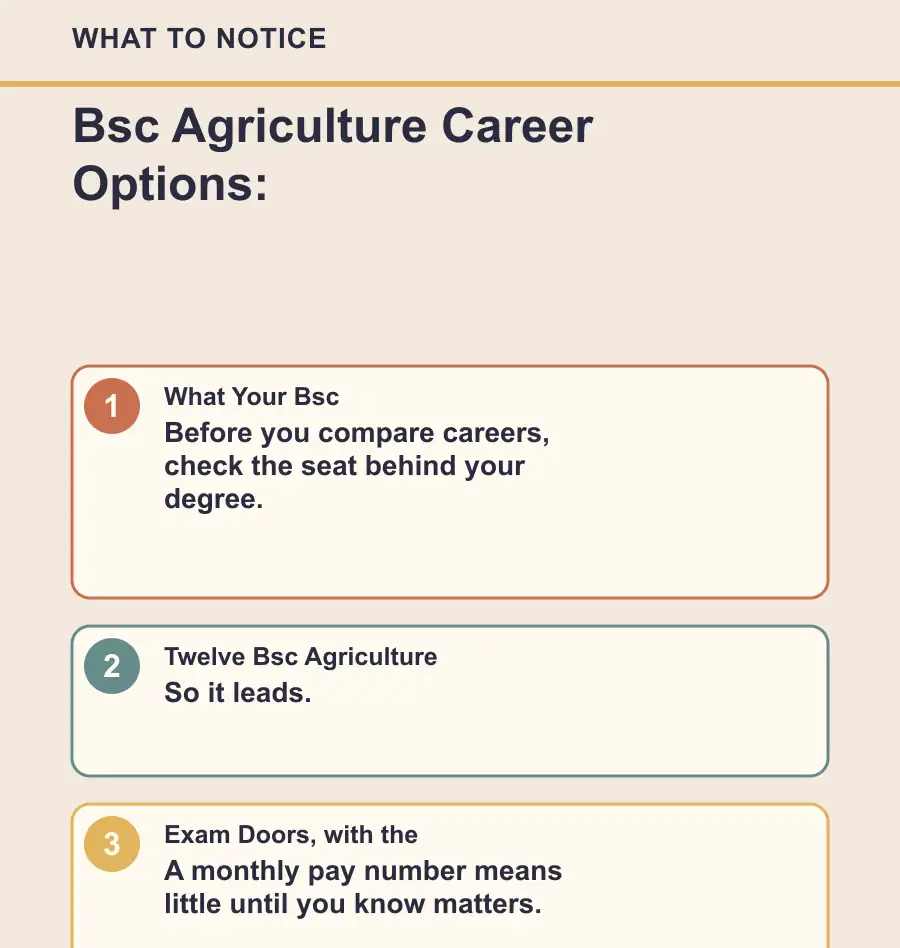 WHAT TO NOTICE
Bsc Agriculture Career
Options:
1
What Your Bsc
Before you compare careers,
check the seat behind your
degree.
2
Twelve Bsc Agriculture
So it leads.
3
Exam Doors, with the
A monthly pay number means
little until you know matters.